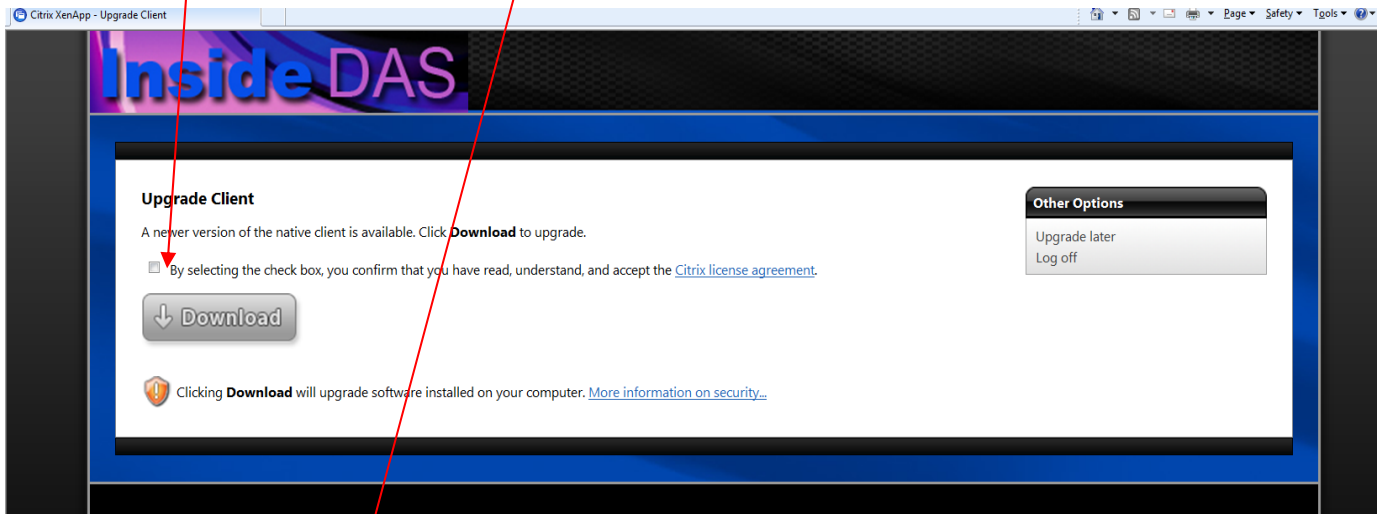 Citrix XenApp - Upgrade Client
Page Safety Tools
Inside DAS
Upgrade Client
A newer version of the native client is available. Click Download to upgrade.
By selecting the check box, you confirm that you have read, understand, and accept the Citrix license agreement.
Download
Clicking Download will upgrade software installed on your computer. More information on security...
Other Options
Upgrade later
Log off